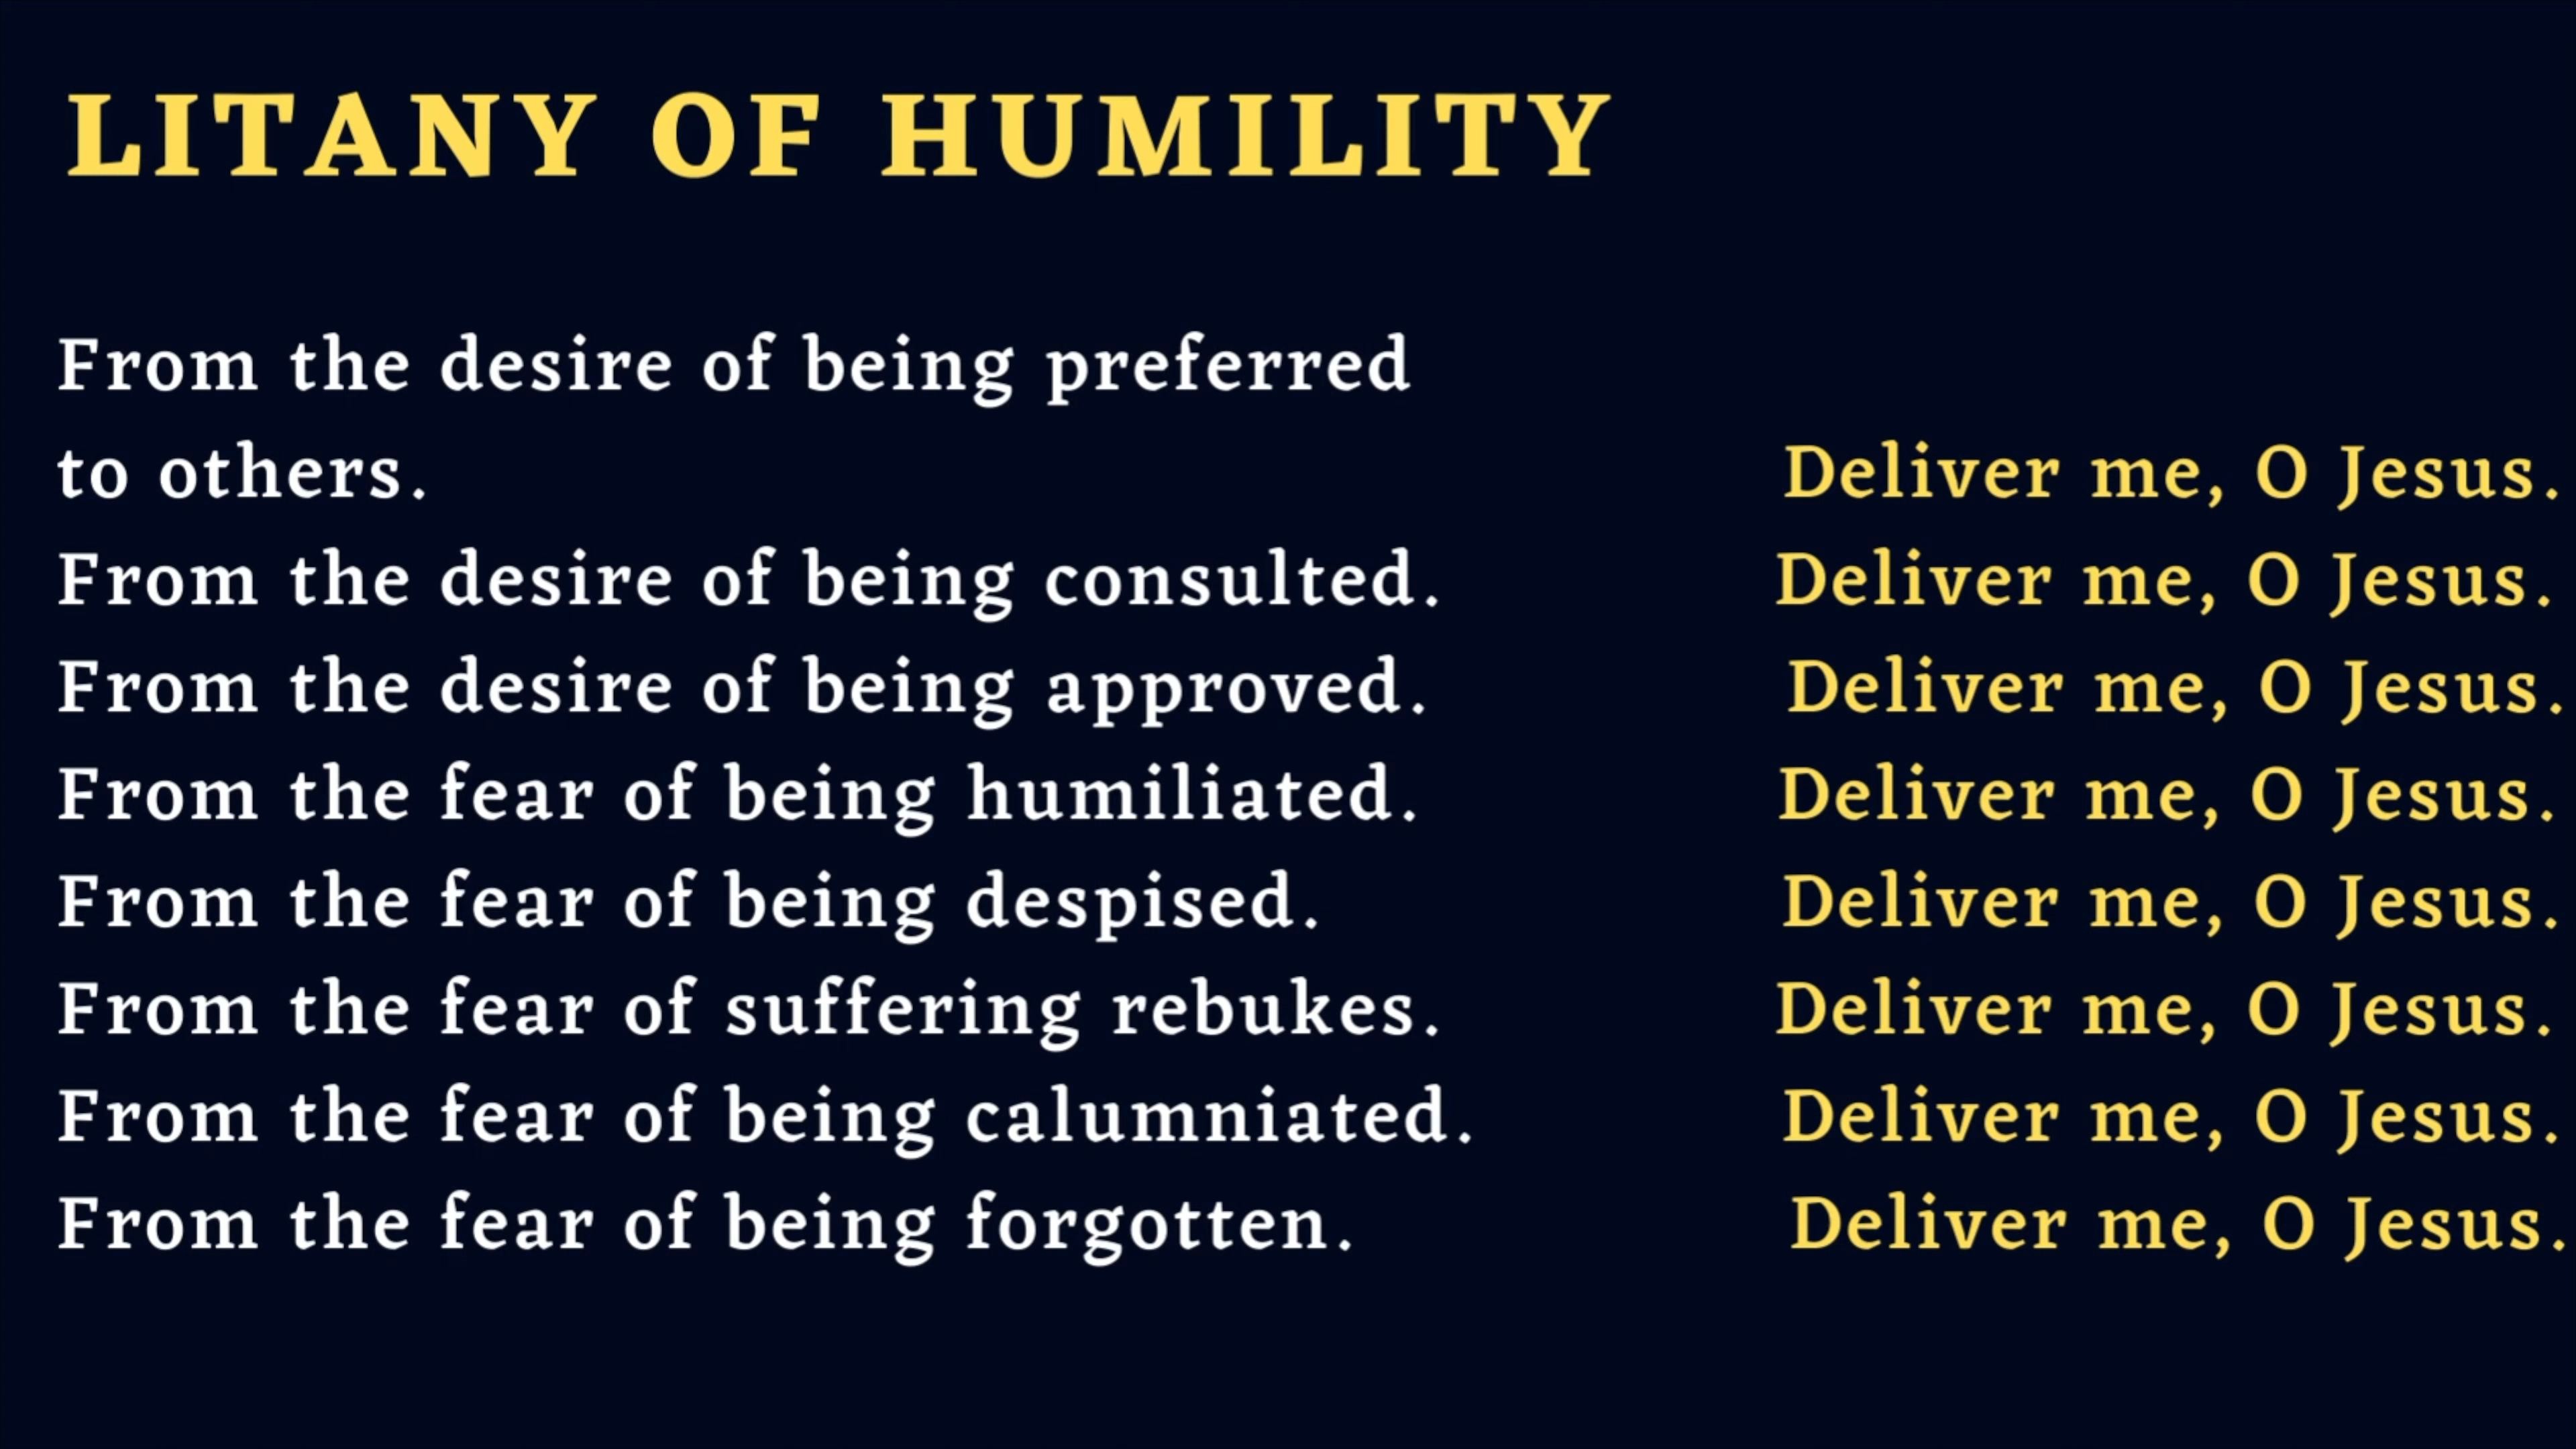 LITANY OF HUMILITY
From the desire of being preferred
to others. Deliver me, O Jesus.
From the desire of being consulted. Deliver me, O Jesus.
From the desire of being approved. Deliver me, O Jesus.
From the fear of being humiliated. Deliver me, O Jesus.
From the fear of being despised. Deliver me, O Jesus.
From the fear of suffering rebukes. Deliver me, O Jesus.
From the fear of being calumniated. Deliver me, O Jesus.
From the fear of being forgotten. Deliver me, O Jesus.